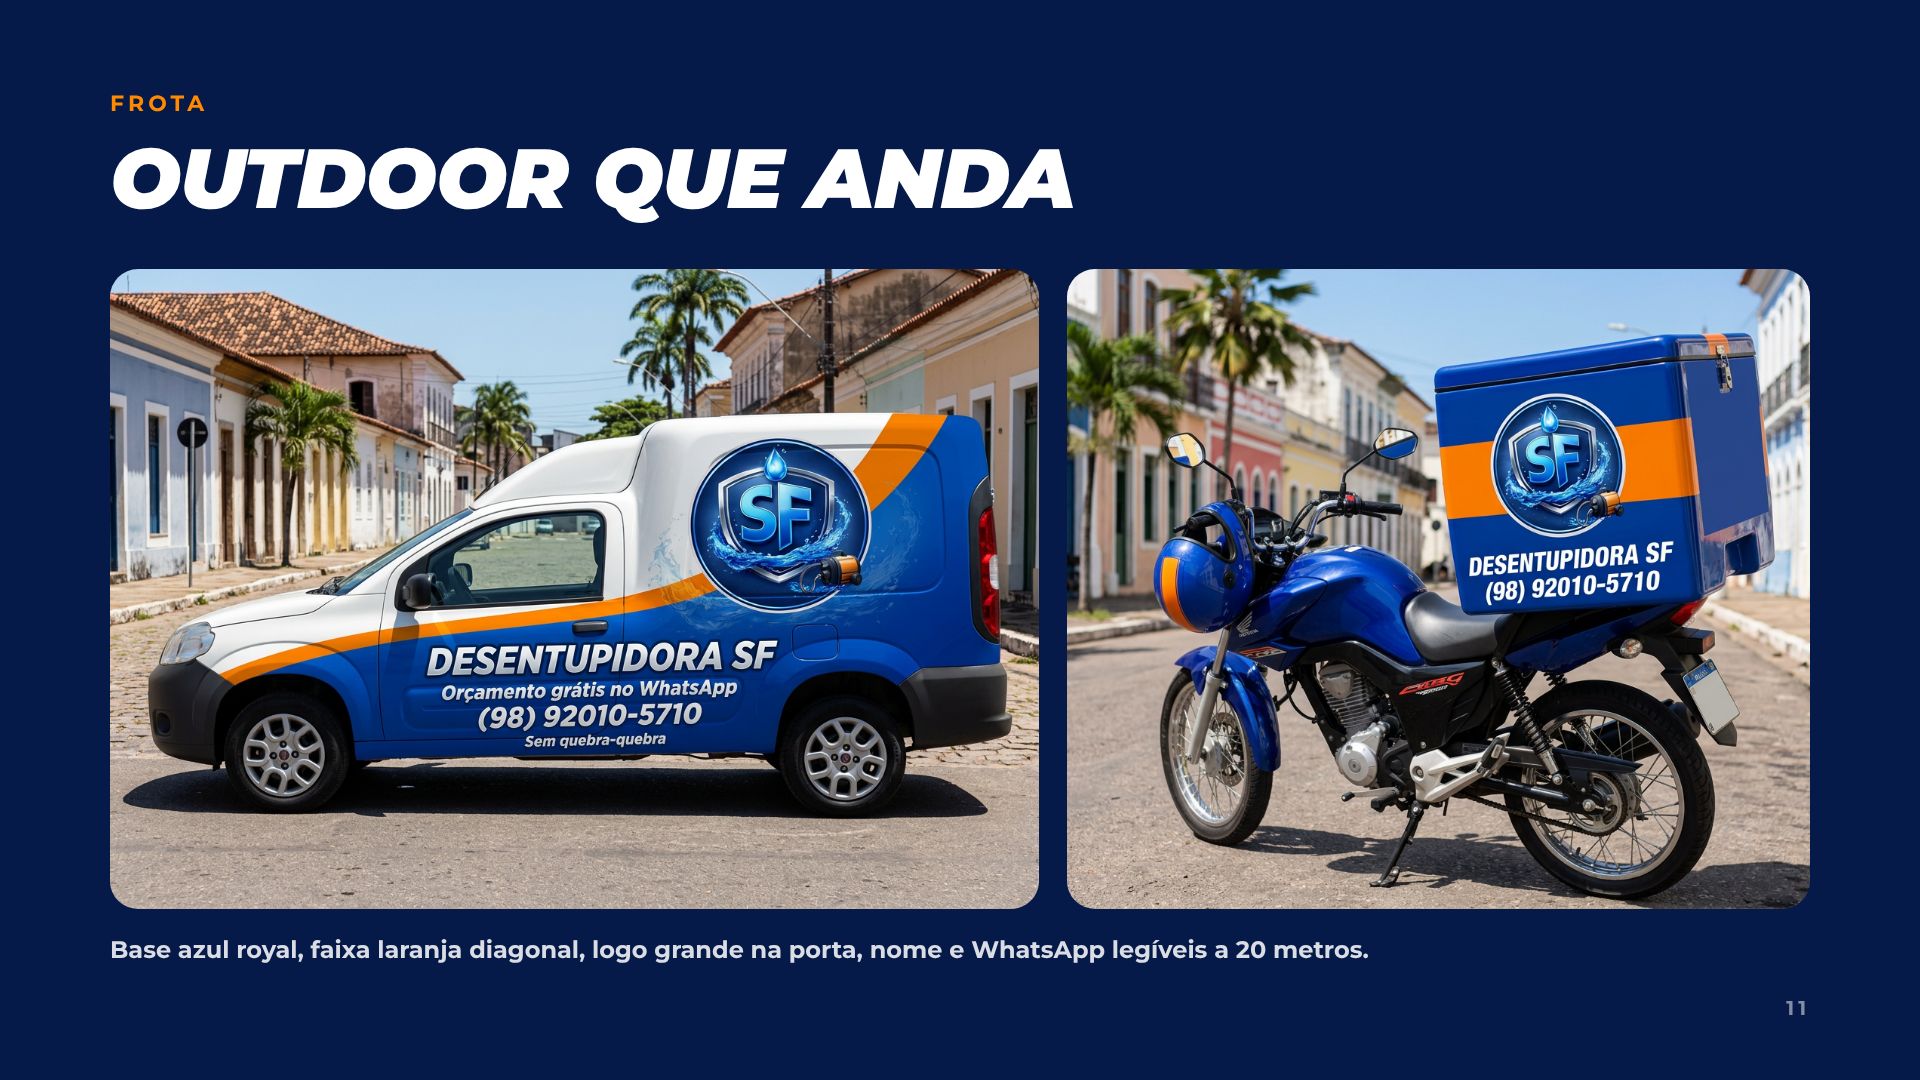 FROTA
OUTDOOR QUE ANDA
SF
DESENTUPIDORA SF
Orçamento grátis no WhatsApp
(98) 92010-5710
Sem quebra-quebra
SF
DESENTUPIDORA SF
(98) 92010-5710
HONDA
Base azul royal, faixa laranja diagonal, logo grande na porta, nome e WhatsApp legíveis a 20 metros.
11